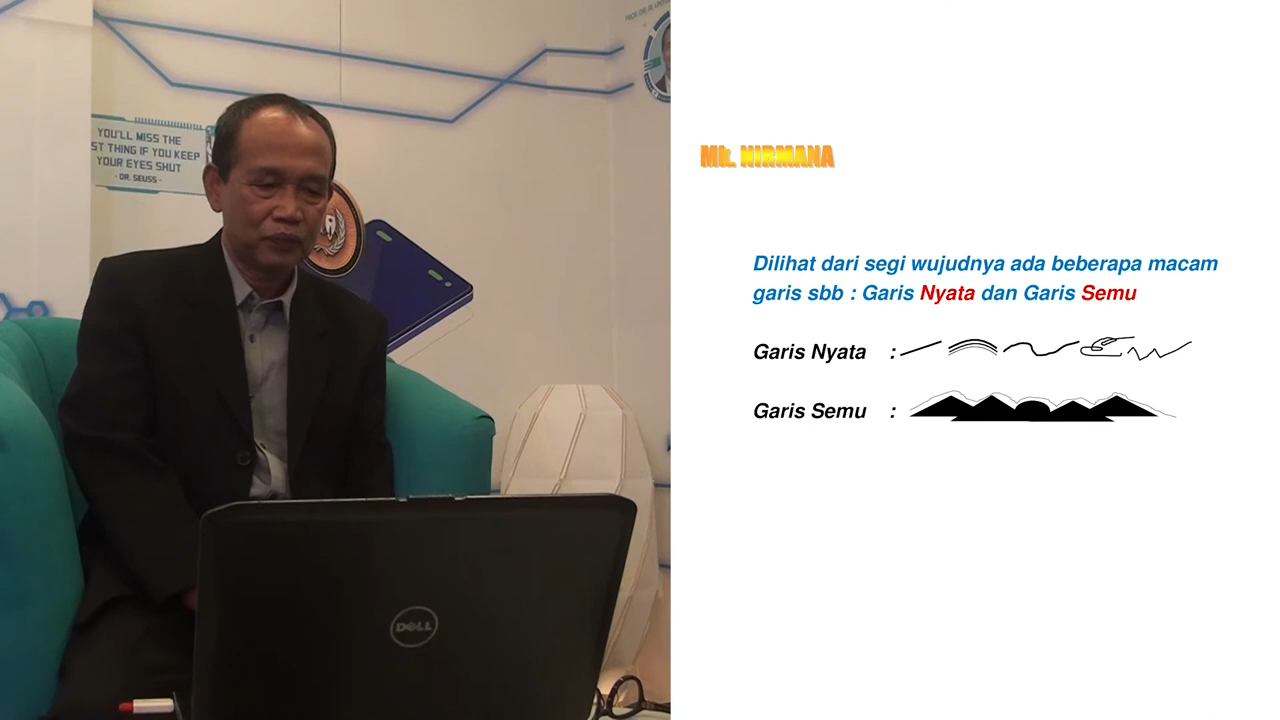 YOU'LL MISS THE
ST THING IF YOU KEEP
YOUR EYES SHUT
- DR. SEUSS -
DELL
Mk. NIRMANA
Dilihat dari segi wujudnya ada beberapa macam
garis sbb : Garis Nyata dan Garis Semu
Garis Nyata :
Garis Semu :